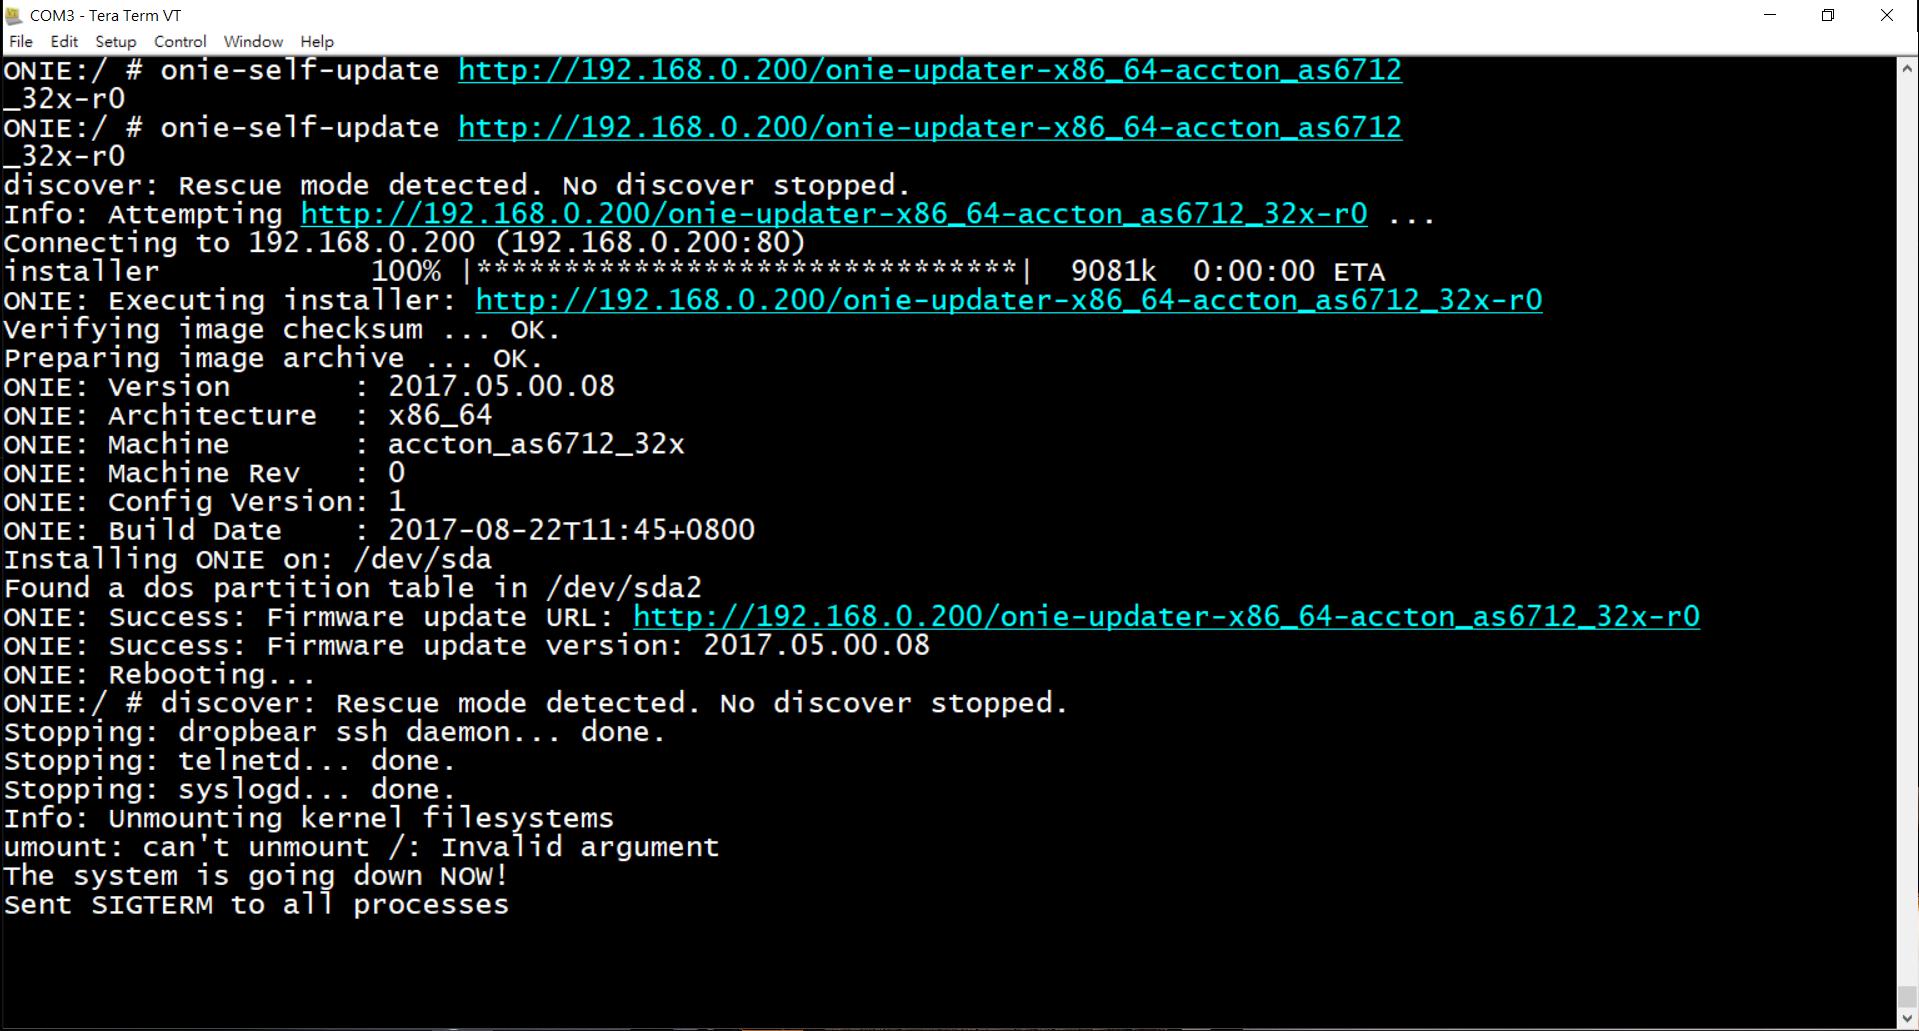 COM3 - Tera Term VT
File Edit Setup Control Window Help
ONIE:/ # onie-self-update http://192.168.0.200/onie-updater-x86_64-accton_as6712
_32x-r0
ONIE:/ # onie-self-update http://192.168.0.200/onie-updater-x86_64-accton_as6712
_32x-r0
discover: Rescue mode detected. No discover stopped.
Info: Attempting http://192.168.0.200/onie-updater-x86_64-accton_as6712_32x-r0 ...
Connecting to 192.168.0.200 (192.168.0.200:80)
installer            100% |*******************************|  9081k  0:00:00 ETA
ONIE: Executing installer: http://192.168.0.200/onie-updater-x86_64-accton_as6712_32x-r0
Verifying image checksum ... OK.
Preparing image archive ... OK.
ONIE: Version       : 2017.05.00.08
ONIE: Architecture  : x86_64
ONIE: Machine       : accton_as6712_32x
ONIE: Machine Rev   : 0
ONIE: Config Version: 1
ONIE: Build Date    : 2017-08-22T11:45+0800
Installing ONIE on: /dev/sda
Found a dos partition table in /dev/sda2
ONIE: Success: Firmware update URL: http://192.168.0.200/onie-updater-x86_64-accton_as6712_32x-r0
ONIE: Success: Firmware update version: 2017.05.00.08
ONIE: Rebooting...
ONIE:/ # discover: Rescue mode detected. No discover stopped.
Stopping: dropbear ssh daemon... done.
Stopping: telnetd... done.
Stopping: syslogd... done.
Info: Unmounting kernel filesystems
umount: can't unmount /: Invalid argument
The system is going down NOW!
Sent SIGTERM to all processes